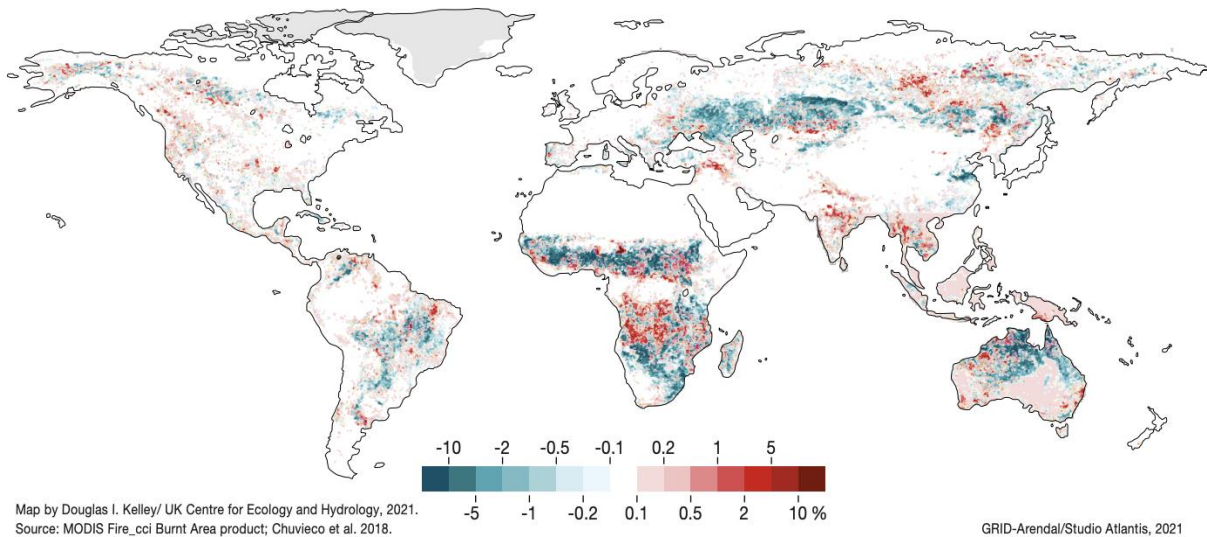 -10 -2 -0.5 -0.1 0.2 1 5
-5 -1 -0.2 0.1 0.5 2 10 %
Map by Douglas I. Kelley/ UK Centre for Ecology and Hydrology, 2021.
Source: MODIS Fire_cci Burnt Area product; Chuvieco et al. 2018.
GRID-Arendal/Studio Atlantis, 2021